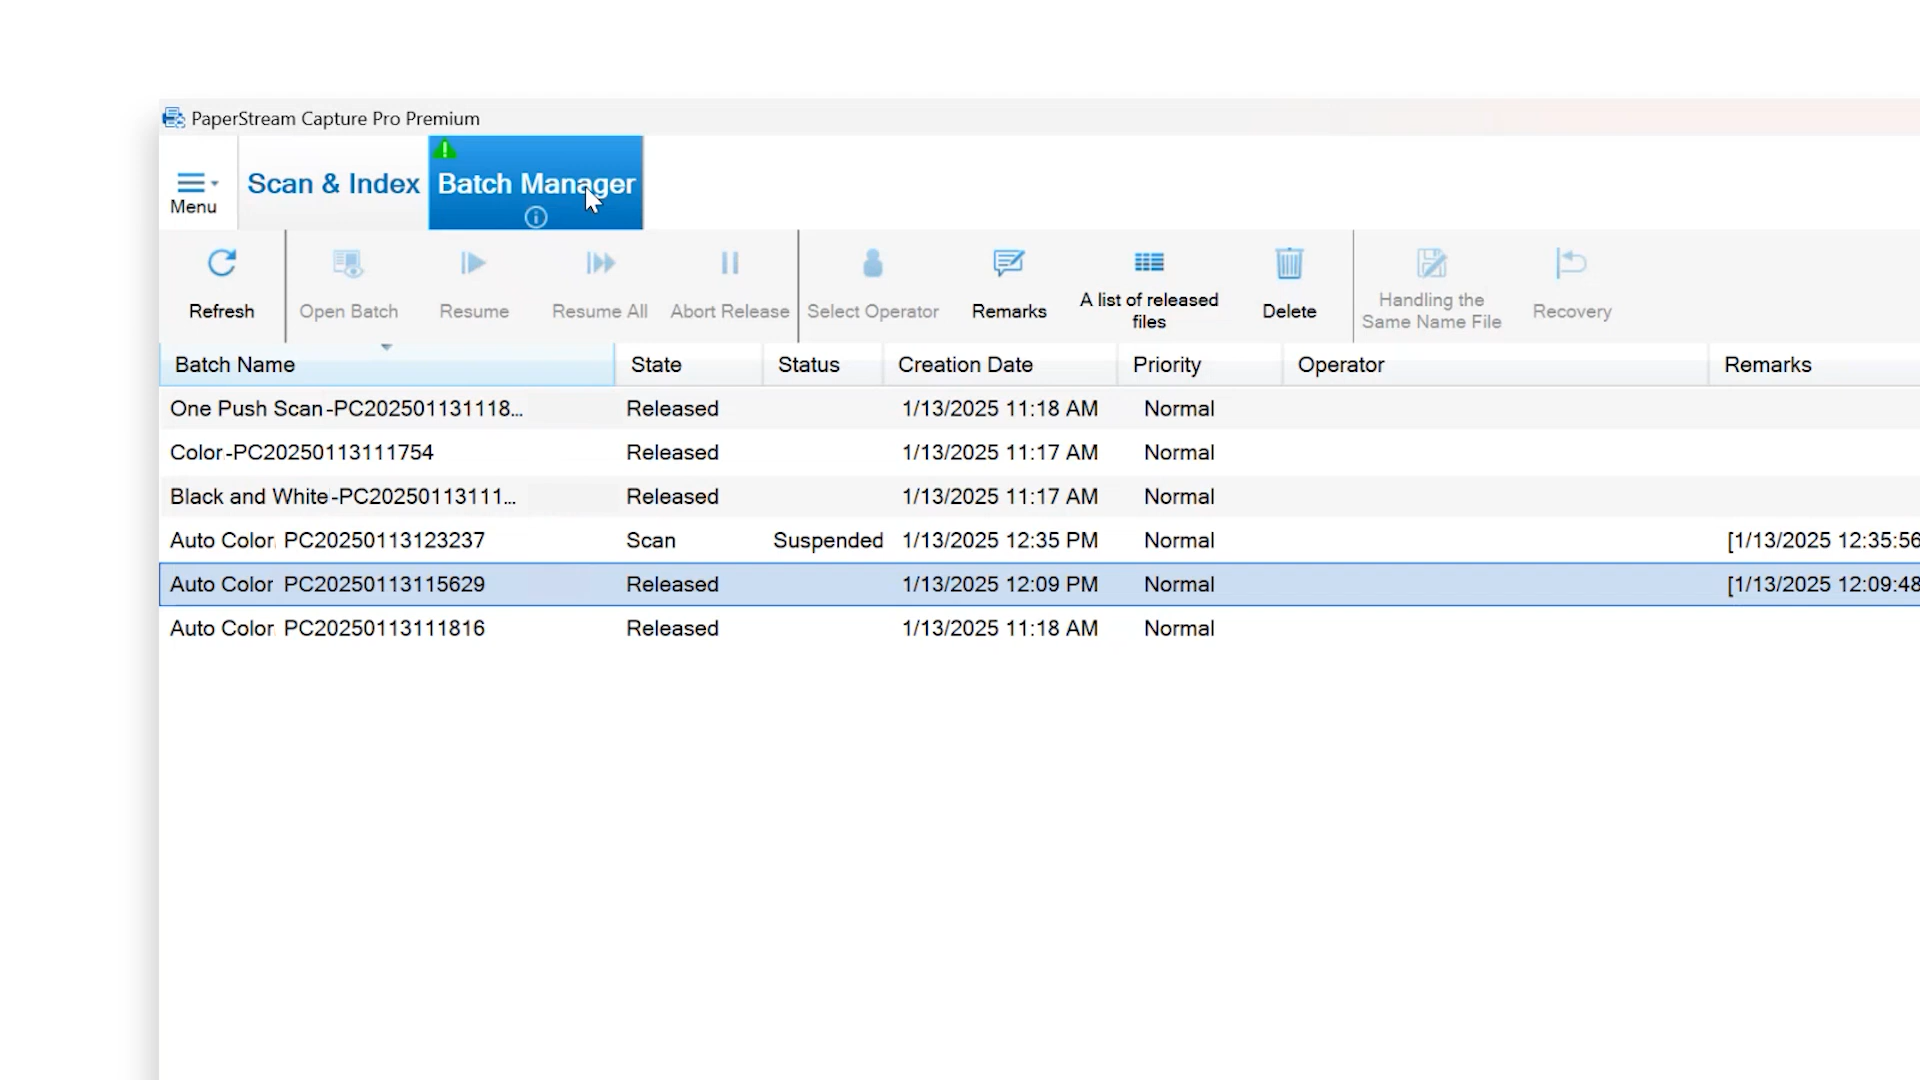 PaperStream Capture Pro Premium
Menu
Scan & Index
Batch Manager
Refresh
Open Batch
Resume
Resume All
Abort Release
Select Operator
Remarks
A list of released
files
Delete
Handling the
Same Name File
Recovery
Batch Name State Status Creation Date Priority Operator Remarks
One Push Scan-PC202501131118... Released 1/13/2025 11:18 AM Normal
Color-PC20250113111754 Released 1/13/2025 11:17 AM Normal
Black and White-PC20250113111... Released 1/13/2025 11:17 AM Normal
Auto Color PC20250113123237 Scan Suspended 1/13/2025 12:35 PM Normal [1/13/2025 12:35:56
Auto Color PC20250113115629 Released 1/13/2025 12:09 PM Normal [1/13/2025 12:09:48
Auto Color PC20250113111816 Released 1/13/2025 11:18 AM Normal